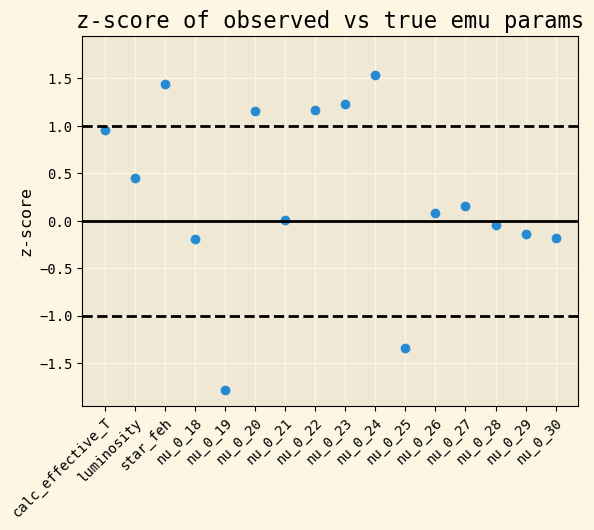 z-score of observed vs true emu params
z-score
1.5
1.0
0.5
0.0
−0.5
−1.0
−1.5
calc_effective_T
luminosity
star_feh
nu_0_18
nu_0_19
nu_0_20
nu_0_21
nu_0_22
nu_0_23
nu_0_24
nu_0_25
nu_0_26
nu_0_27
nu_0_28
nu_0_29
nu_0_30